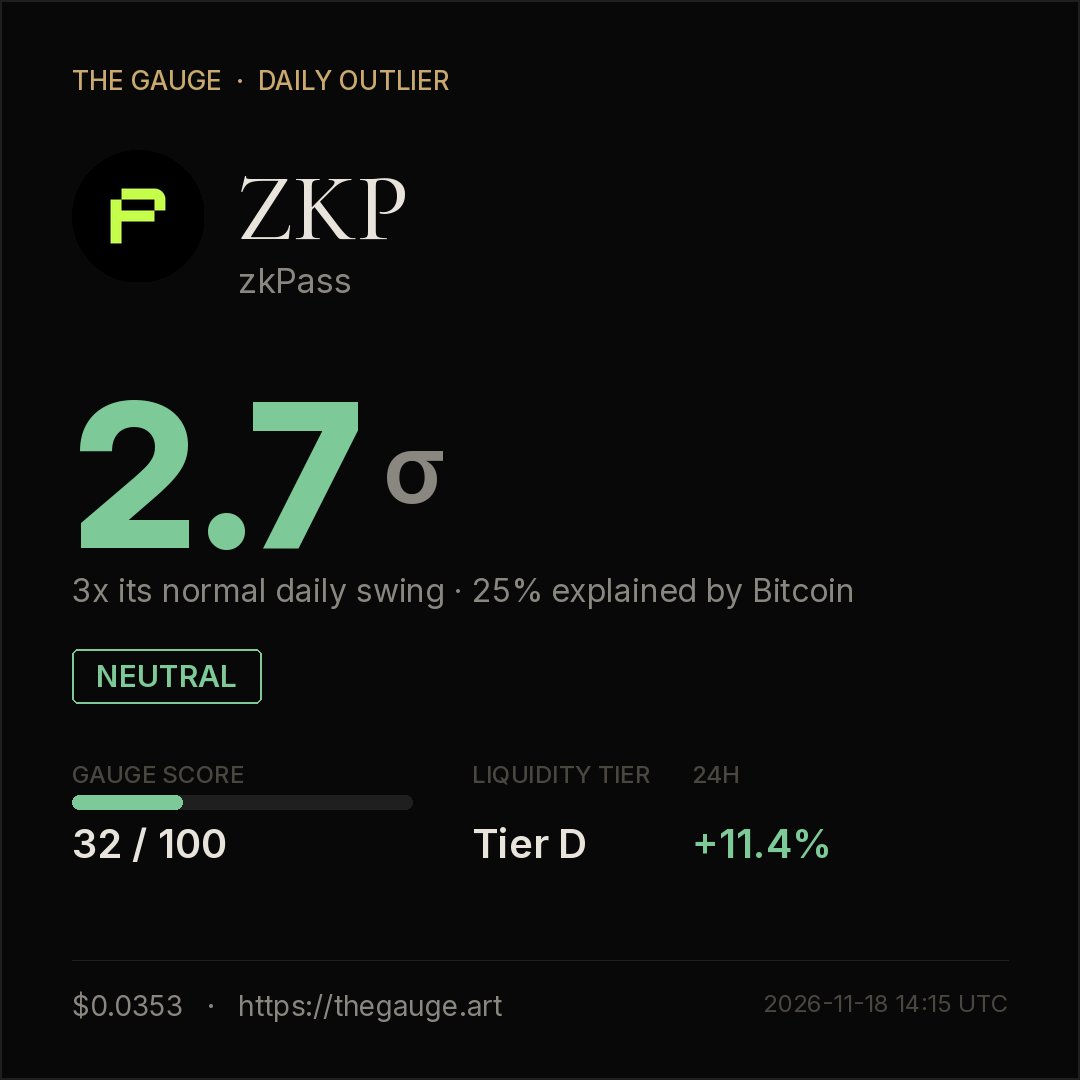 THE GAUGE · DAILY OUTLIER
ZKP
zkPass
2.7 σ
3x its normal daily swing · 25% explained by Bitcoin
NEUTRAL
GAUGE SCORE LIQUIDITY TIER 24H
32 / 100 Tier D +11.4%
$0.0353 · https://thegauge.art 2026-11-18 14:15 UTC